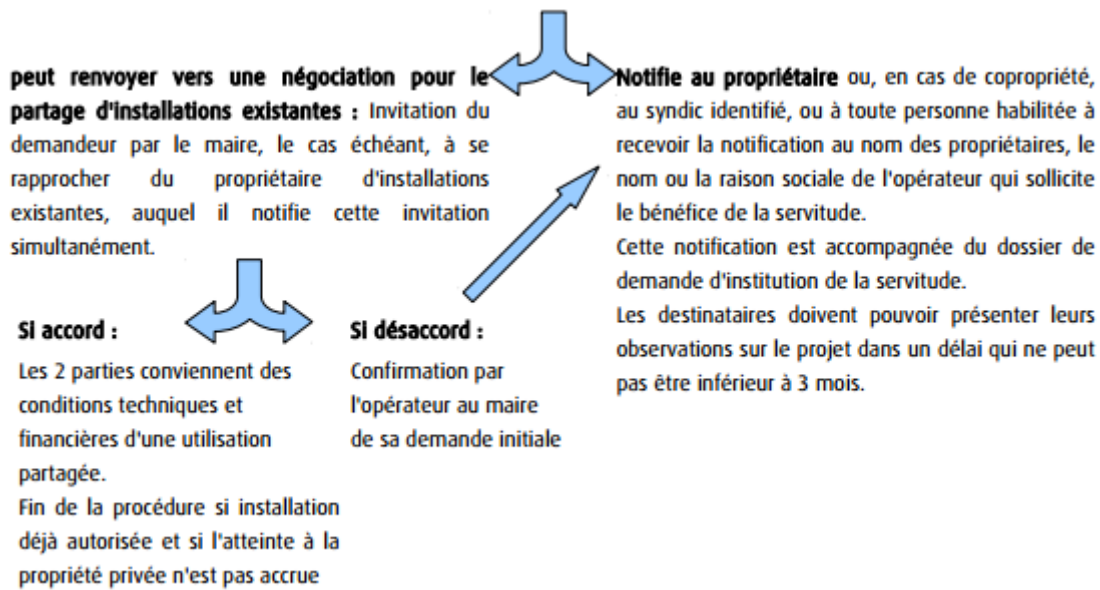 peut renvoyer vers une négociation pour le
partage d'installations existantes : Invitation du
demandeur par le maire, le cas échéant, à se
rapprocher du propriétaire d'installations
existantes, auquel il notifie cette invitation
simultanément.
Notifie au propriétaire ou, en cas de copropriété,
au syndic identifié, ou à toute personne habilitée à
recevoir la notification au nom des propriétaires, le
nom ou la raison sociale de l'opérateur qui sollicite
le bénéfice de la servitude.
Cette notification est accompagnée du dossier de
demande d'institution de la servitude.
Les destinataires doivent pouvoir présenter leurs
observations sur le projet dans un délai qui ne peut
pas être inférieur à 3 mois.
Si accord :
Les 2 parties conviennent des
conditions techniques et
financières d'une utilisation
partagée.
Fin de la procédure si installation
déjà autorisée et si l'atteinte à la
propriété privée n'est pas accrue
Si désaccord :
Confirmation par
l'opérateur au maire
de sa demande initiale